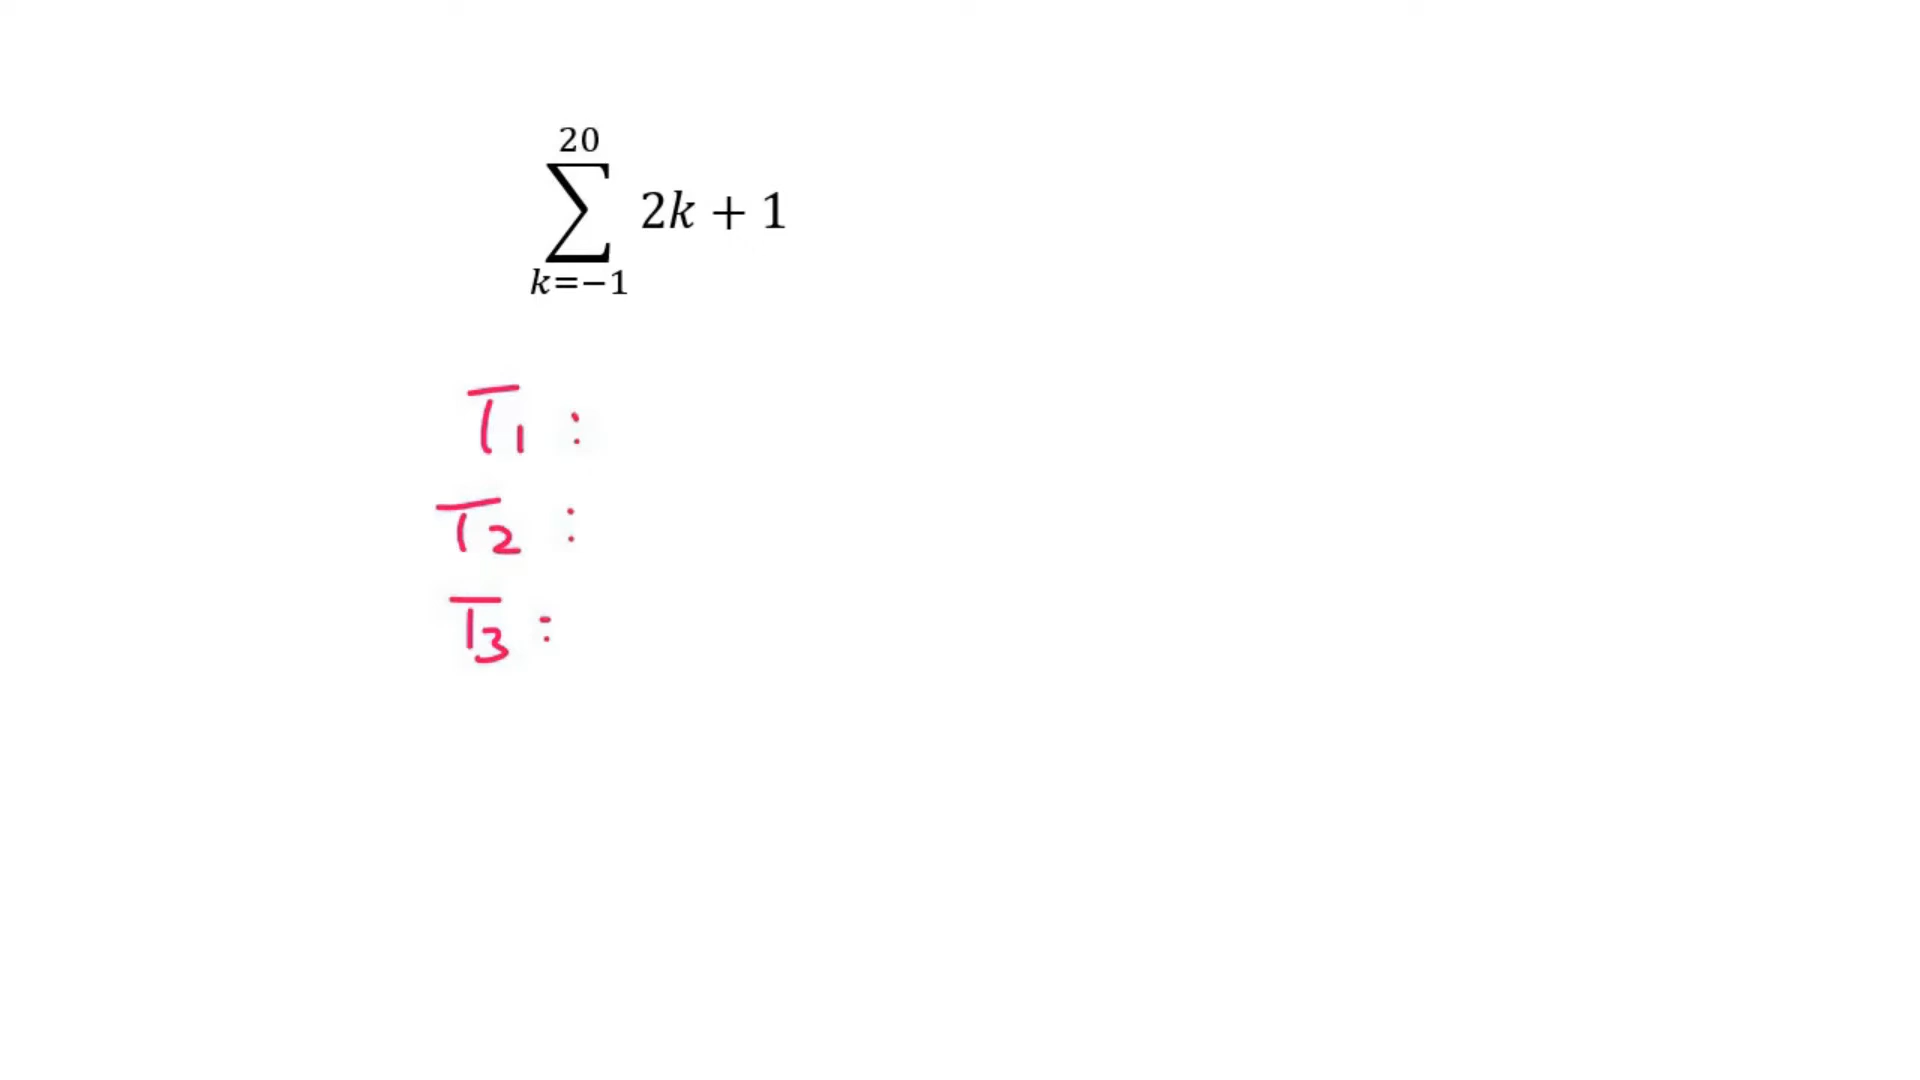 20
∑ 2k + 1
k=−1
T1 :
T2 :
T3 :